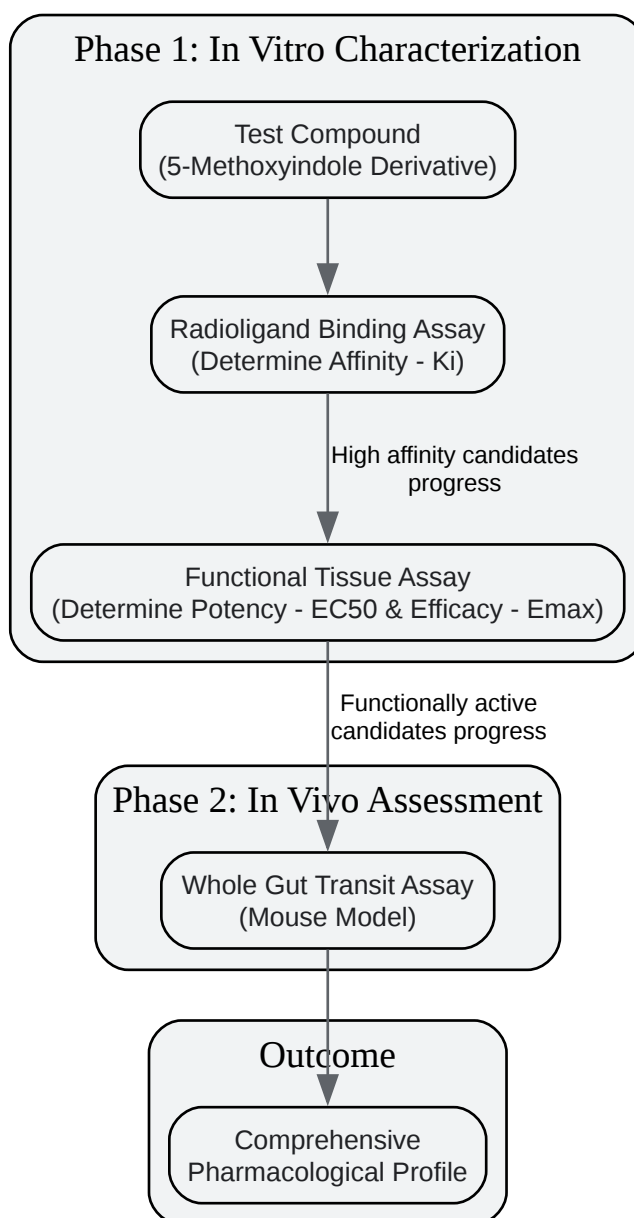 Phase 1: In Vitro Characterization
Test Compound
(5-Methoxyindole Derivative)
Radioligand Binding Assay
(Determine Affinity - Ki)
High affinity candidates
progress
Functional Tissue Assay
(Determine Potency - EC50 & Efficacy - Emax)
Functionally active
candidates progress
Phase 2: In Vivo Assessment
Whole Gut Transit Assay
(Mouse Model)
Outcome
Comprehensive
Pharmacological Profile